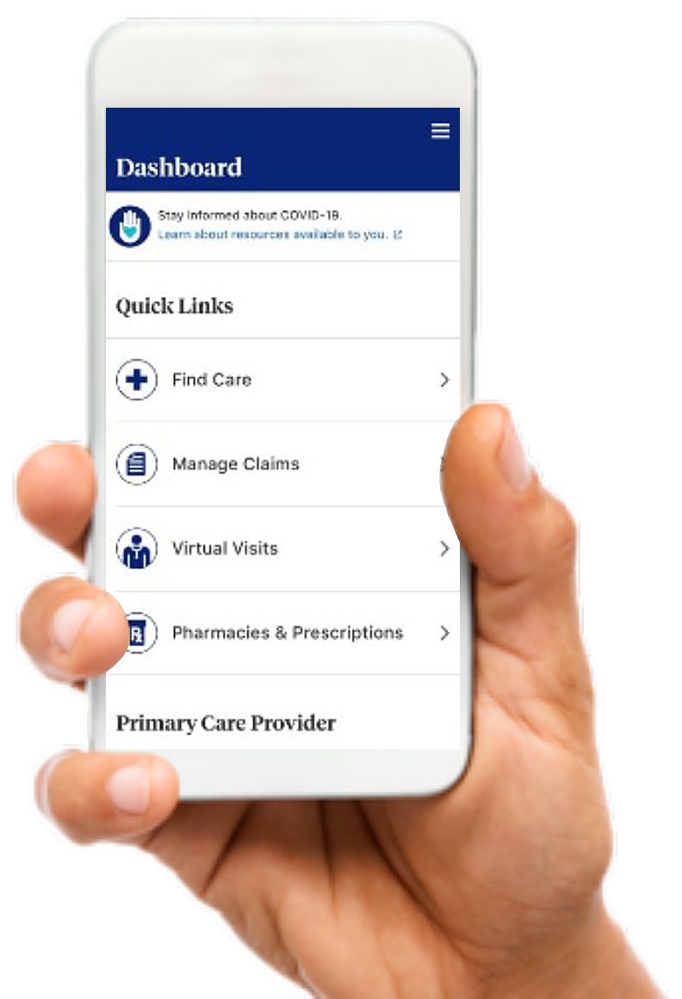 Dashboard
Stay informed about COVID-19.
Learn about resources available to you.
Quick Links
Find Care
Manage Claims
Virtual Visits
Rx
Pharmacies & Prescriptions
Primary Care Provider